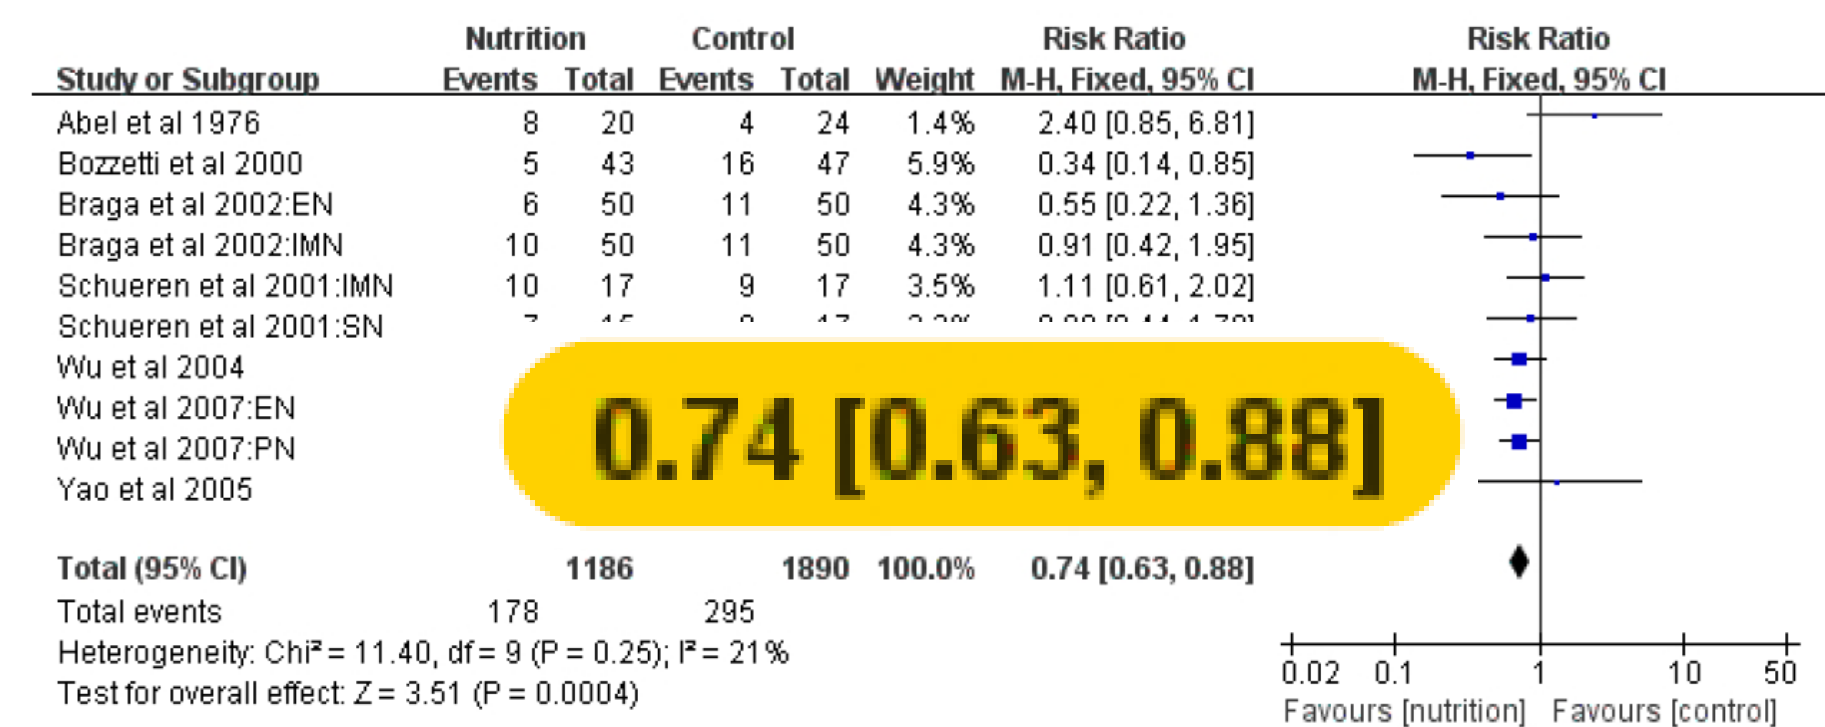 Nutrition Control Risk Ratio Risk Ratio
Study or Subgroup Events Total Events Total Weight M-H, Fixed, 95% CI M-H, Fixed, 95% CI
Abel et al 1976 8 20 4 24 1.4% 2.40 [0.85, 6.81]
Bozzetti et al 2000 5 43 16 47 5.9% 0.34 [0.14, 0.85]
Braga et al 2002:EN 6 50 11 50 4.3% 0.55 [0.22, 1.36]
Braga et al 2002:IMN 10 50 11 50 4.3% 0.91 [0.42, 1.95]
Schueren et al 2001:IMN 10 17 9 17 3.5% 1.11 [0.61, 2.02]
Schueren et al 2001:SN
Wu et al 2004
Wu et al 2007:EN
0.74 [0.63, 0.88]
Wu et al 2007:PN
Yao et al 2005
Total (95% CI) 1186 1890 100.0% 0.74 [0.63, 0.88]
Total events 178 295
Heterogeneity: Chi² = 11.40, df = 9 (P = 0.25); I² = 21%
Test for overall effect: Z = 3.51 (P = 0.0004)
0.02 0.1 1 10 50
Favours [nutrition] Favours [control]